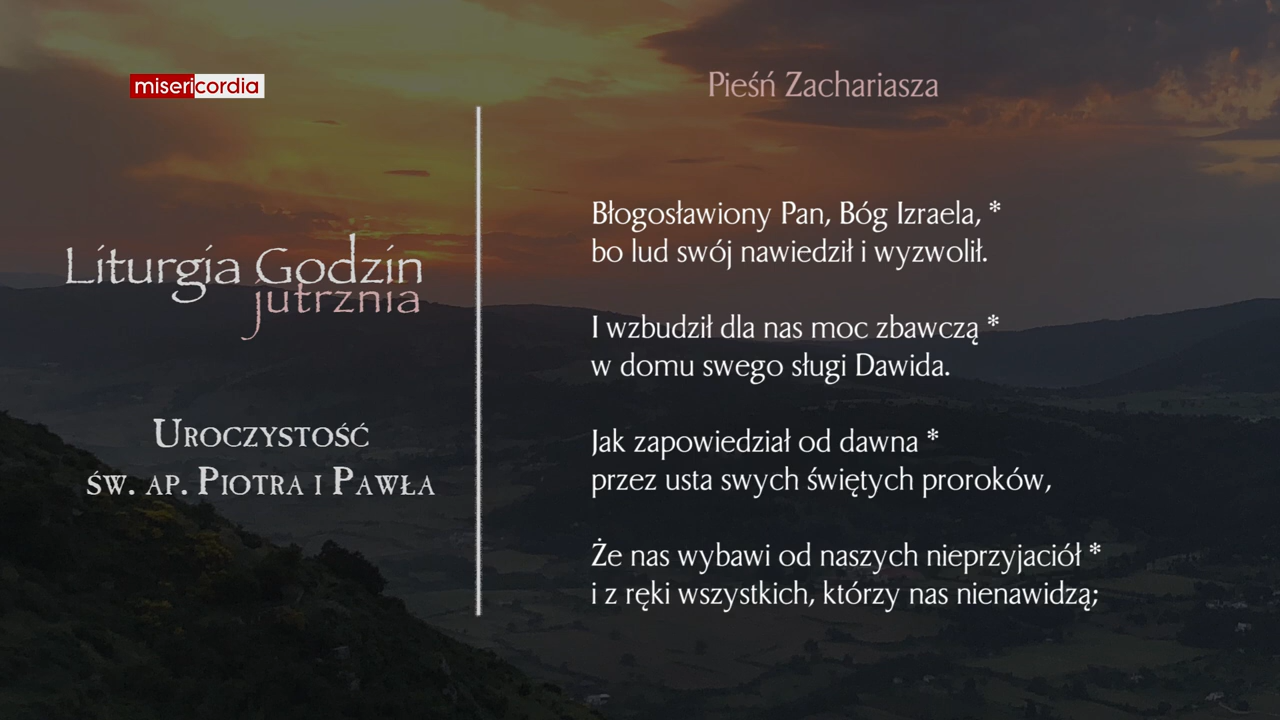 misericordia
Liturgia Godzin
jutrznia
Uroczystość
św. ap. Piotra i Pawła
Pieśń Zachariasza
Błogosławiony Pan, Bóg Izraela, *
bo lud swój nawiedził i wyzwolił.
I wzbudził dla nas moc zbawczą *
w domu swego sługi Dawida.
Jak zapowiedział od dawna *
przez usta swych świętych proroków,
Że nas wybawi od naszych nieprzyjaciół *
i z ręki wszystkich, którzy nas nienawidzą;